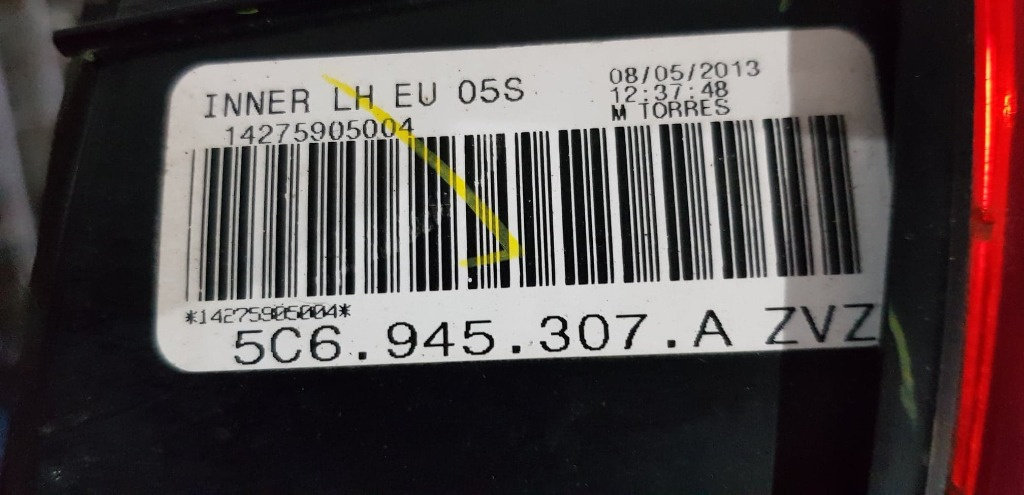 INNER LH EU 05S
08/05/2013
12:37:48
M TORRES
14275905004
*14275905004*
5C6.945.307.A ZVZ